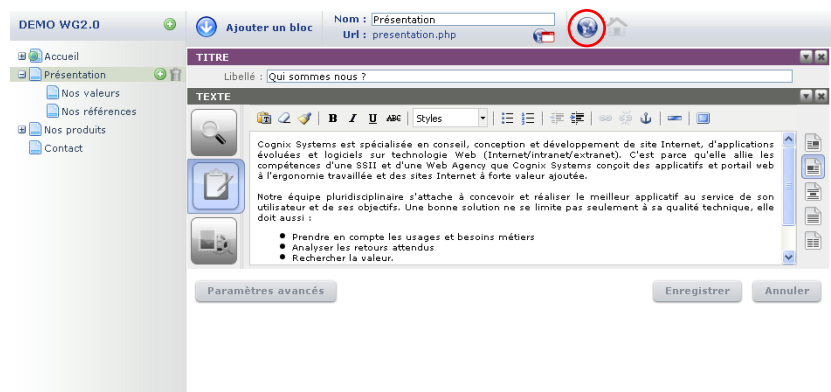 DEMO WG2.0
Ajouter un bloc
Nom : Présentation
Url : presentation.php
Accueil
Présentation
Nos valeurs
Nos références
Nos produits
Contact
TITRE
Libellé : Qui sommes nous ?
TEXTE
B I U ABC Styles
Cognix Systems est spécialisée en conseil, conception et développement de site Internet, d'applications
évoluées et logiciels sur technologie Web (Internet/intranet/extranet). C'est parce qu'elle allie les
compétences d'une SSII et d'une Web Agency que Cognix Systems conçoit des applicatifs et portail web
à l'ergonomie travaillée et des sites Internet à forte valeur ajoutée.
Notre équipe pluridisciplinaire s'attache à concevoir et réaliser le meilleur applicatif au service de son
utilisateur et de ses objectifs. Une bonne solution ne se limite pas seulement à sa qualité technique, elle
doit aussi :
Prendre en compte les usages et besoins métiers
Analyser les retours attendus
Rechercher la valeur.
Paramètres avancés
Enregistrer
Annuler